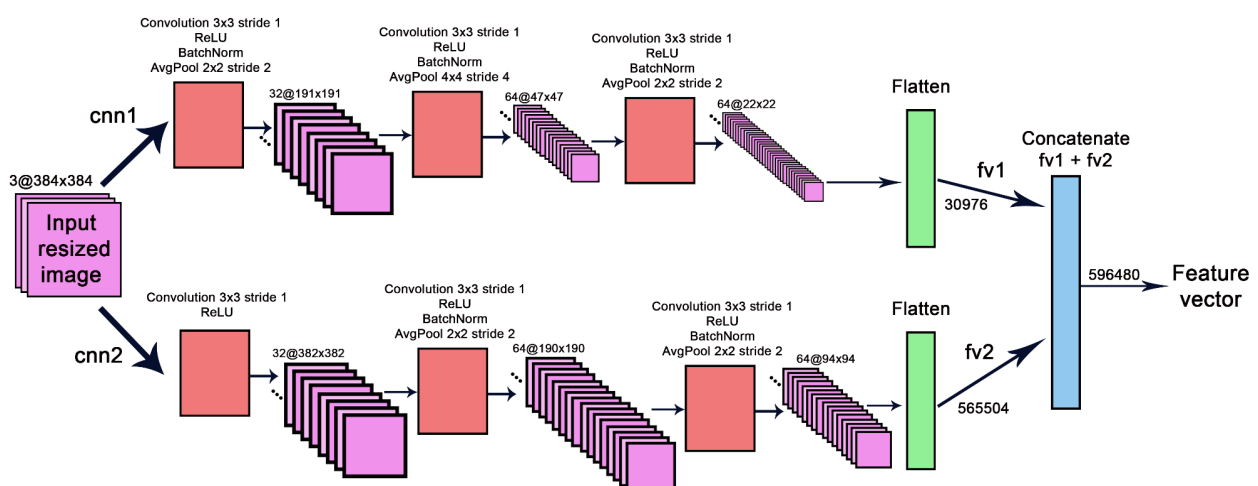 Convolution 3x3 stride 1
ReLU
BatchNorm
AvgPool 2x2 stride 2
32@191x191
Convolution 3x3 stride 1
ReLU
BatchNorm
AvgPool 4x4 stride 4
64@47x47
Convolution 3x3 stride 1
ReLU
BatchNorm
AvgPool 2x2 stride 2
64@22x22
Flatten
cnn1
3@384x384
Input
resized
image
fv1
30976
Concatenate
fv1 + fv2
596480
Feature
vector
cnn2
Convolution 3x3 stride 1
ReLU
32@382x382
Convolution 3x3 stride 1
ReLU
BatchNorm
AvgPool 2x2 stride 2
64@190x190
Convolution 3x3 stride 1
ReLU
BatchNorm
AvgPool 2x2 stride 2
64@94x94
Flatten
fv2
565504